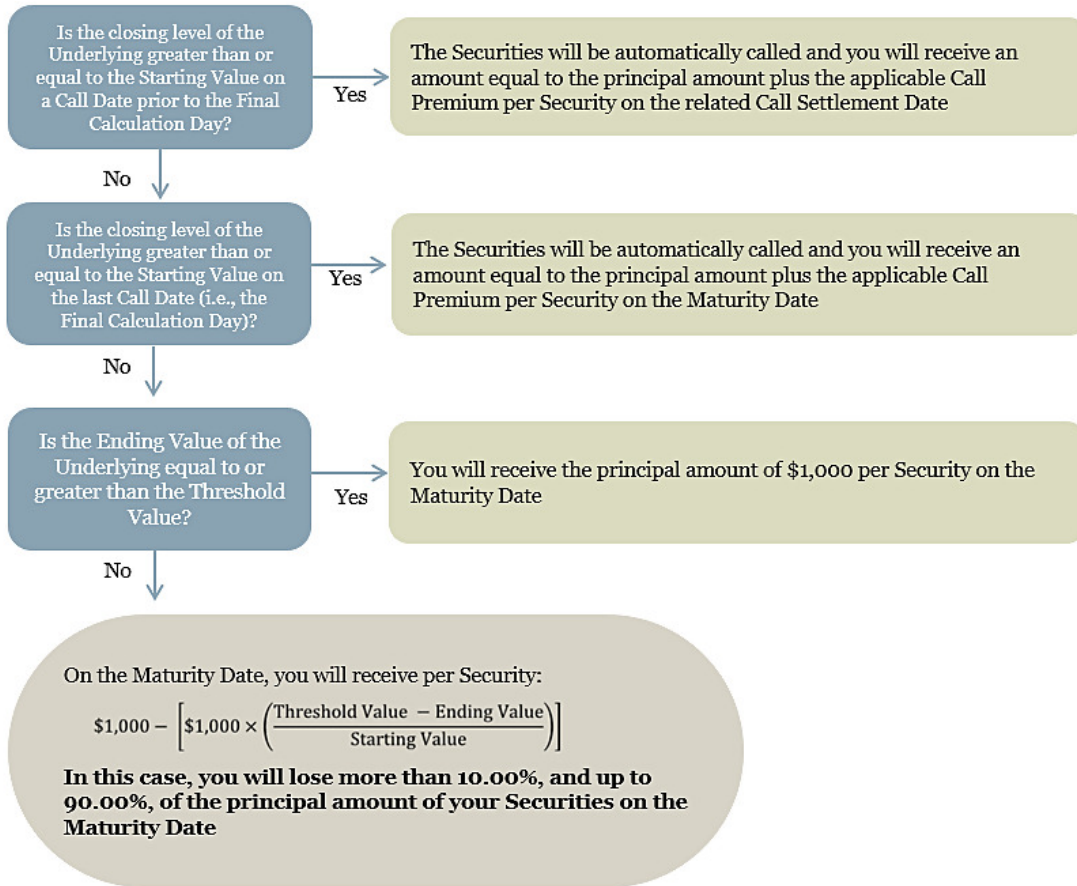 Is the closing level of the
Underlying greater than or
equal to the Starting Value on
a Call Date prior to the Final
Calculation Day?
Yes
The Securities will be automatically called and you will receive an
amount equal to the principal amount plus the applicable Call
Premium per Security on the related Call Settlement Date
No
Is the closing level of the
Underlying greater than or
equal to the Starting Value on
the last Call Date (i.e., the
Final Calculation Day)?
Yes
The Securities will be automatically called and you will receive an
amount equal to the principal amount plus the applicable Call
Premium per Security on the Maturity Date
No
Is the Ending Value of the
Underlying equal to or
greater than the Threshold
Value?
Yes
You will receive the principal amount of $1,000 per Security on the
Maturity Date
No
On the Maturity Date, you will receive per Security:
$1,000 − [$1,000 × (Threshold Value − Ending Value / Starting Value)]
In this case, you will lose more than 10.00%, and up to
90.00%, of the principal amount of your Securities on the
Maturity Date